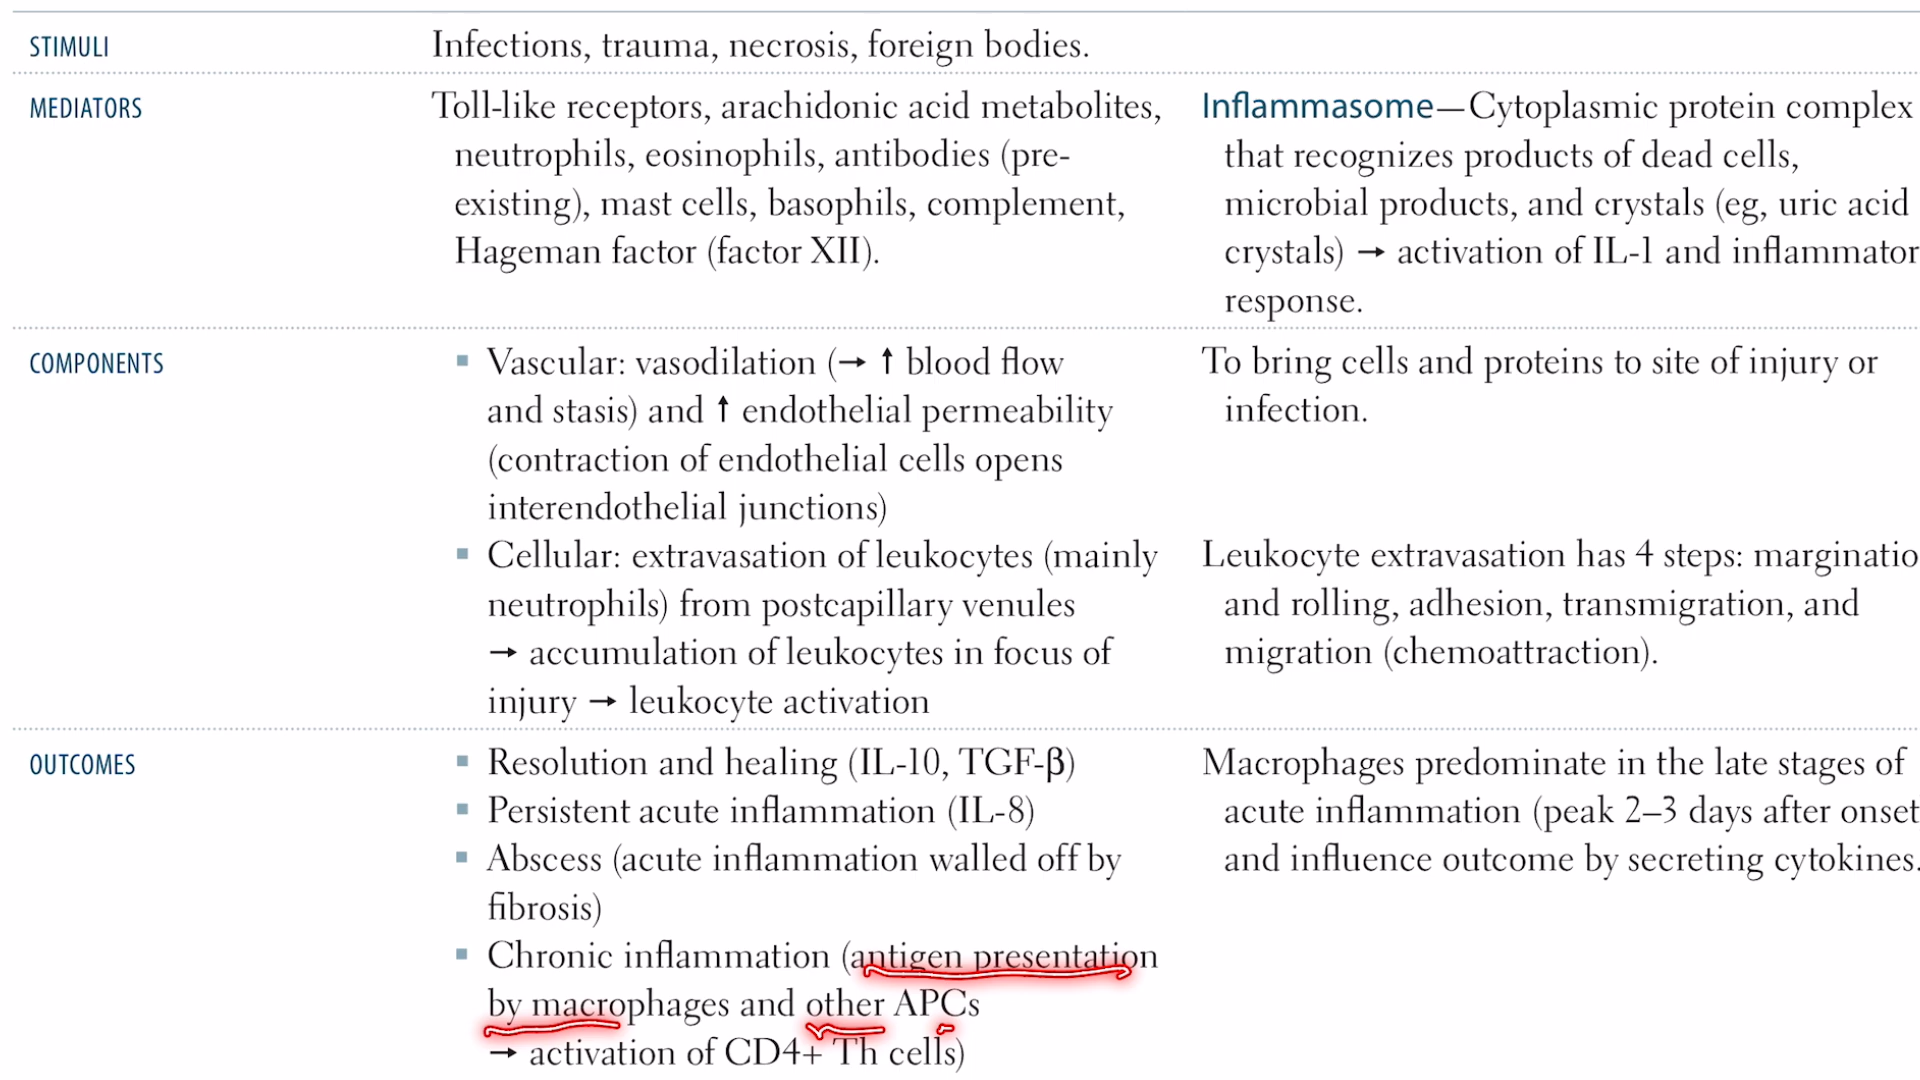 STIMULI
Infections, trauma, necrosis, foreign bodies.
MEDIATORS
Toll-like receptors, arachidonic acid metabolites,
neutrophils, eosinophils, antibodies (pre-
existing), mast cells, basophils, complement,
Hageman factor (factor XII).
Inflammasome—Cytoplasmic protein complex
that recognizes products of dead cells,
microbial products, and crystals (eg, uric acid
crystals) → activation of IL-1 and inflammator
response.
COMPONENTS
▪ Vascular: vasodilation (→ ↑ blood flow
and stasis) and ↑ endothelial permeability
(contraction of endothelial cells opens
interendothelial junctions)
To bring cells and proteins to site of injury or
infection.
▪ Cellular: extravasation of leukocytes (mainly
neutrophils) from postcapillary venules
→ accumulation of leukocytes in focus of
injury → leukocyte activation
Leukocyte extravasation has 4 steps: marginatio
and rolling, adhesion, transmigration, and
migration (chemoattraction).
OUTCOMES
▪ Resolution and healing (IL-10, TGF-β)
▪ Persistent acute inflammation (IL-8)
▪ Abscess (acute inflammation walled off by
fibrosis)
▪ Chronic inflammation (antigen presentation
by macrophages and other APCs
→ activation of CD4+ Th cells)
Macrophages predominate in the late stages of
acute inflammation (peak 2–3 days after onset
and influence outcome by secreting cytokines.